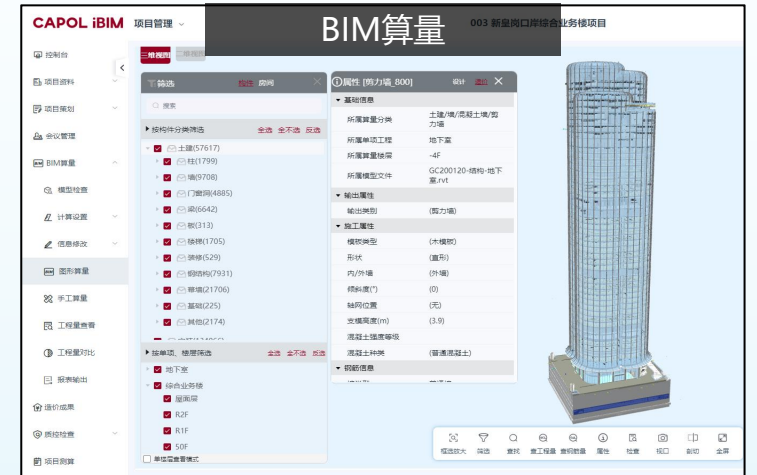 CAPOL iBIM 项目管理
BIM算量
003 新皇岗口岸综合业务楼项目
控制台
项目资料
项目策划
会议管理
BIM算量
模型检查
计算设置
信息修改
图形算量
手工算量
工程量查看
工程量对比
报表输出
造价成果
质控检查
项目测算
三维视图
二维视图
筛选 构件 房间
搜索
按构件分类筛选 全选 全不选 反选
土建(57617)
柱(1799)
墙(9708)
门窗洞(4885)
梁(6642)
板(313)
楼梯(1705)
装修(529)
钢结构(7931)
幕墙(21706)
基础(225)
其他(2174)
按单项、楼层筛选 全选 全不选 反选
地下室
综合业务楼
屋面层
R2F
R1F
50F
单楼层查看模式
属性 [剪力墙_800] 设计 造价
基础信息
所属算量分类 土建/墙/混凝土墙/剪力墙
所属单项工程 地下室
所属算量楼层 -4F
所属模型文件 GC200120-结构-地下室.rvt
输出属性
输出类别 (剪力墙)
施工属性
模板类型 (木模板)
形状 (直形)
内/外墙 (外墙)
倾斜度(°) (0)
轴网位置 (无)
支模高度(m) (3.9)
混凝土强度等级
混凝土种类 (普通混凝土)
钢筋信息
框选放大 筛选 查找 查工程量 查钢筋量 属性 检查 视口 剖切 全屏